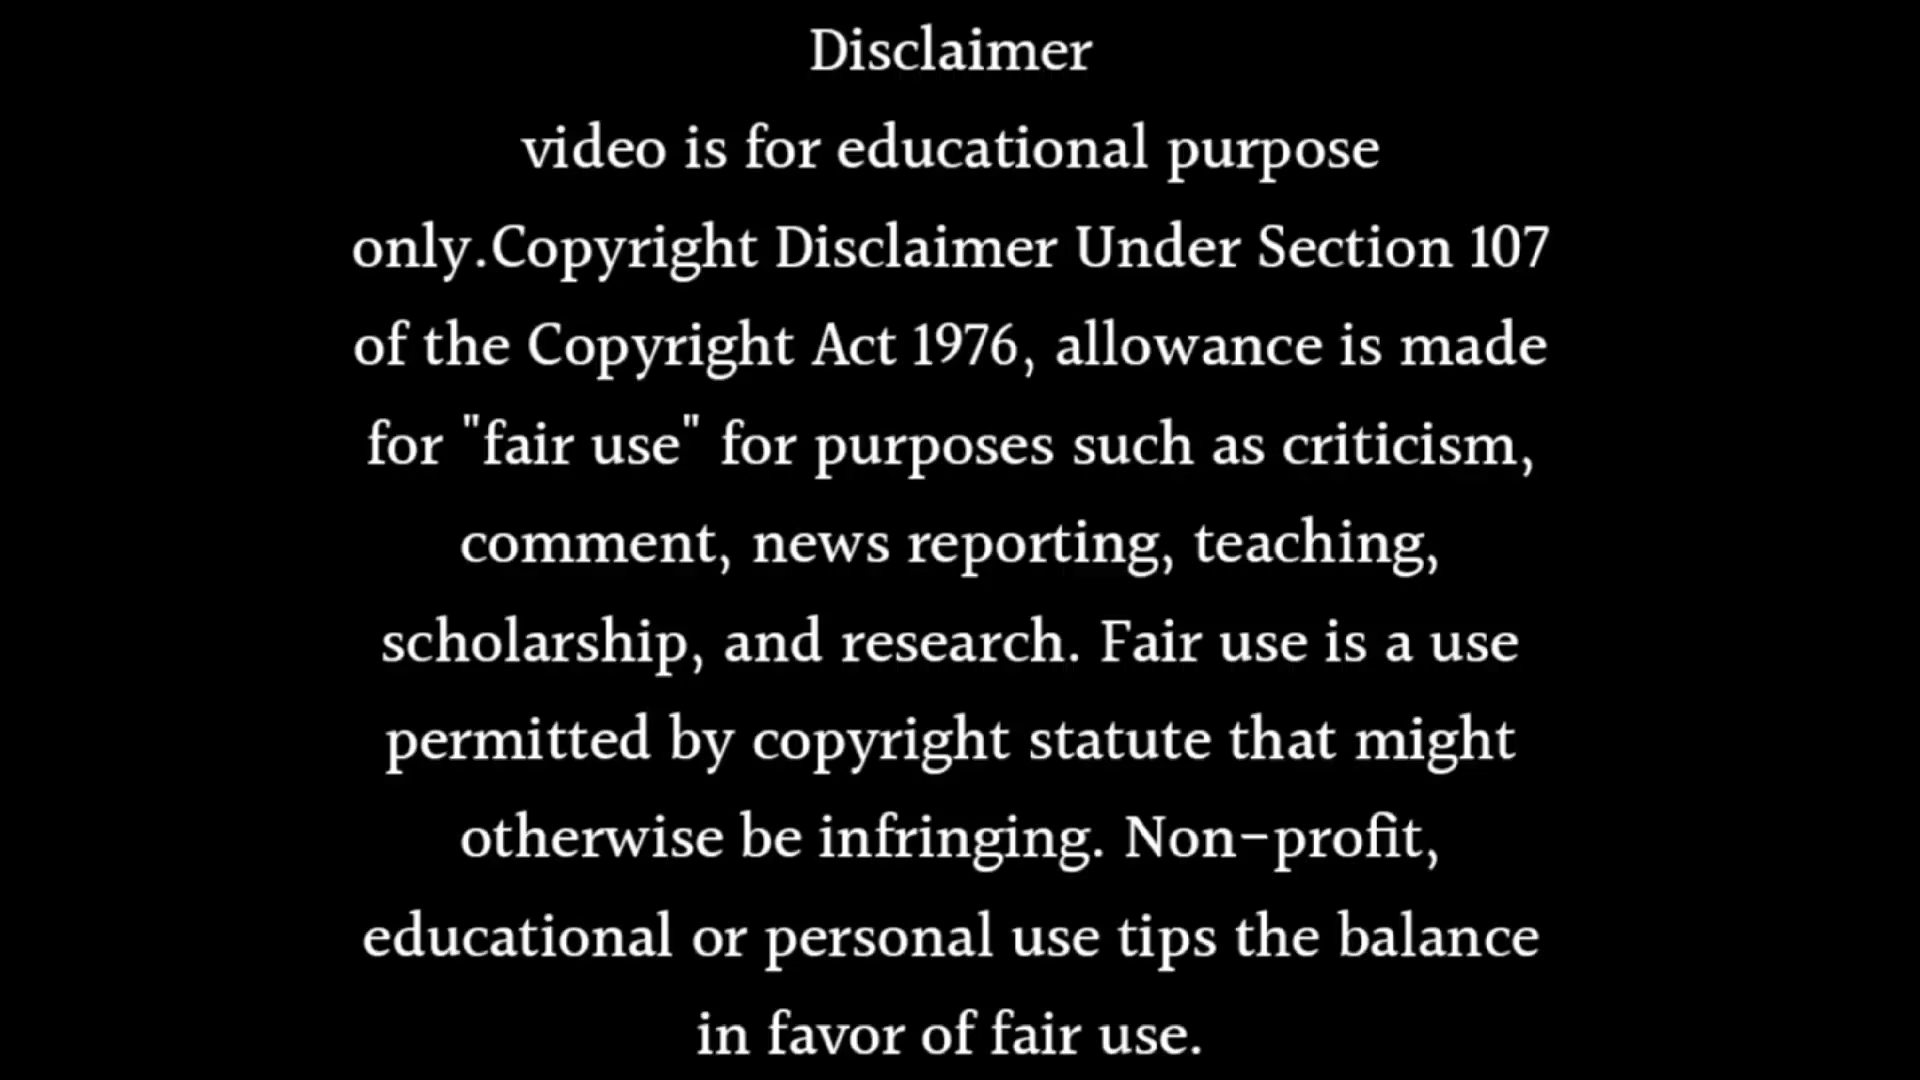 Disclaimer
video is for educational purpose
only.Copyright Disclaimer Under Section 107
of the Copyright Act 1976, allowance is made
for "fair use" for purposes such as criticism,
comment, news reporting, teaching,
scholarship, and research. Fair use is a use
permitted by copyright statute that might
otherwise be infringing. Non-profit,
educational or personal use tips the balance
in favor of fair use.